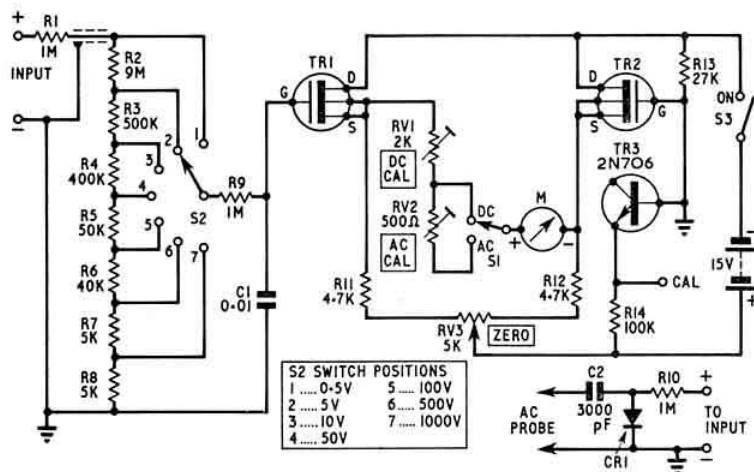 +
R1
1M
INPUT
–
R2
9M
R3
500K
R4
400K
R5
50K
R6
40K
R7
5K
R8
5K
1
2
3
4
5
6
7
S2
R9
1M
C1
0·01
TR1
G
D
S
RV1
2K
DC
CAL
RV2
500Ω
AC
CAL
DC
AC
S1
M
+
–
R11
4.7K
R12
4.7K
RV3
5K
ZERO
TR2
D
S
G
R13
27K
TR3
2N706
ON
S3
–
15V
+
CAL
R14
100K
S2 SWITCH POSITIONS
1 ..... 0·5V 5 ..... 100V
2 ..... 5V 6 ..... 500V
3 ..... 10V 7 ..... 1000V
4 ..... 50V
C2
3000
pF
R10
1M
+
AC
PROBE
TO
INPUT
–
CR1